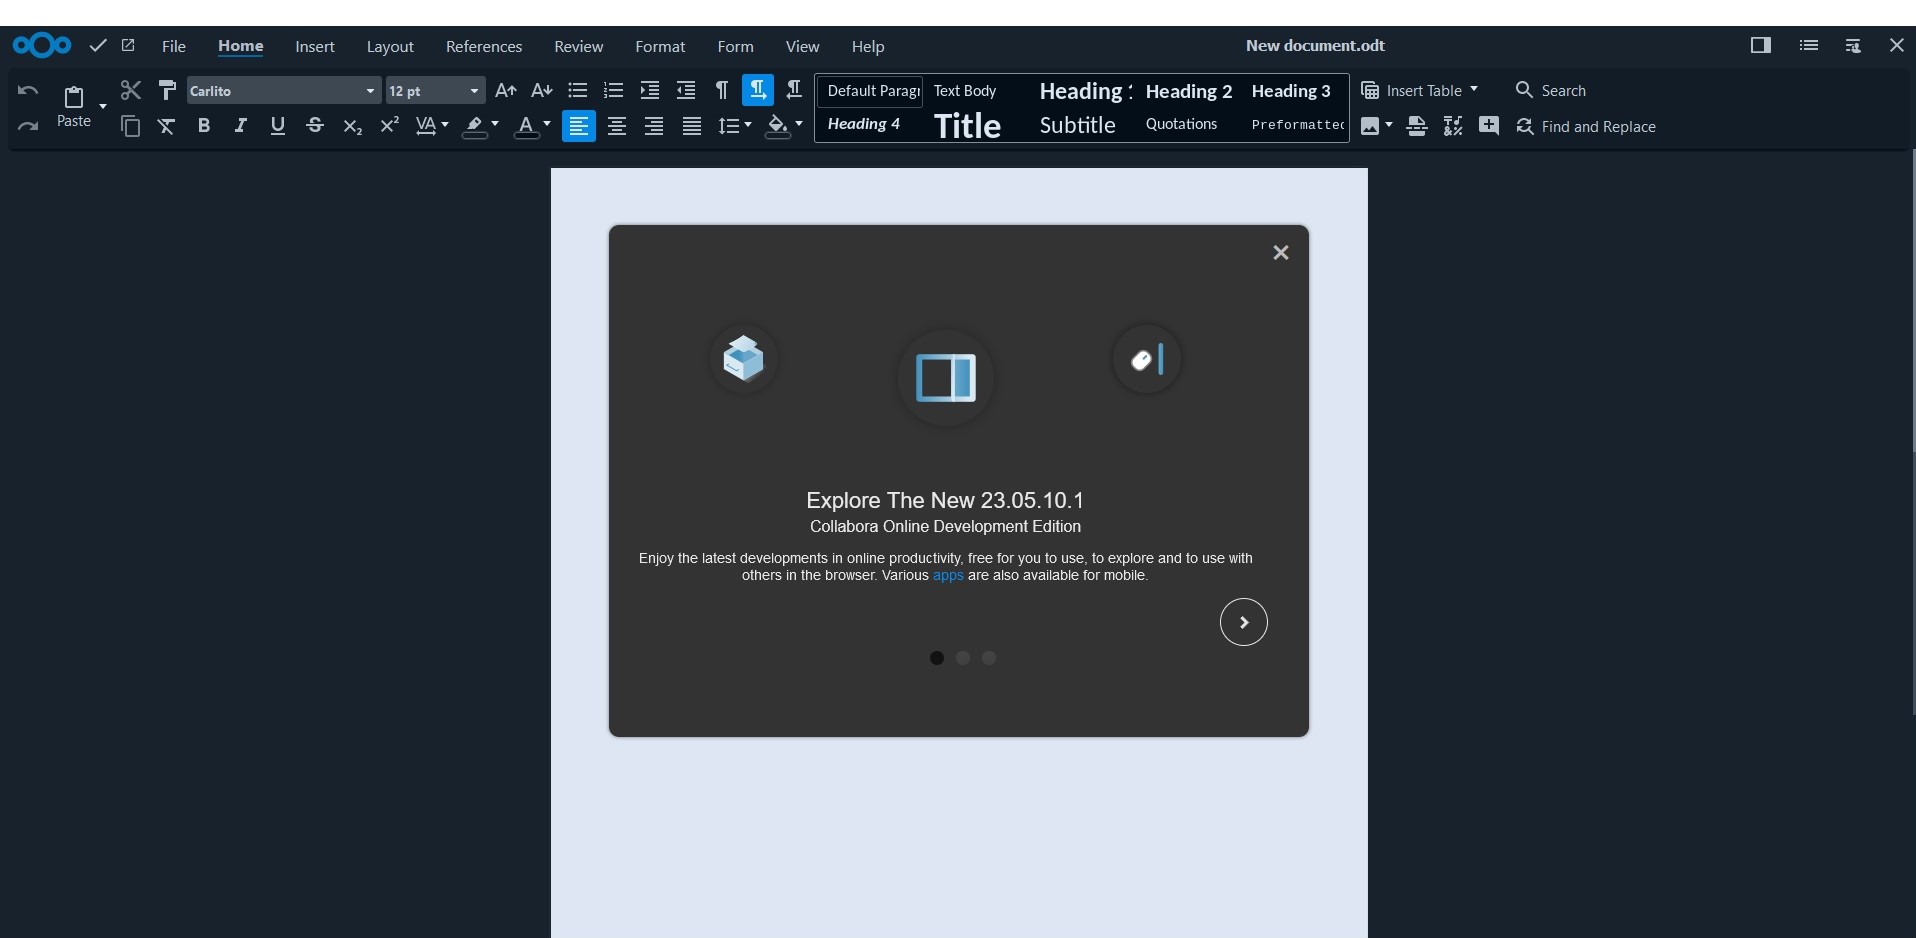 File Home Insert Layout References Review Format Form View Help New document.odt
Carlito 12 pt Default Paragr Text Body Heading 1 Heading 2 Heading 3 Insert Table Search
Paste Heading 4 Title Subtitle Quotations Preformatted Find and Replace
Explore The New 23.05.10.1
Collabora Online Development Edition
Enjoy the latest developments in online productivity, free for you to use, to explore and to use with
others in the browser. Various apps are also available for mobile.